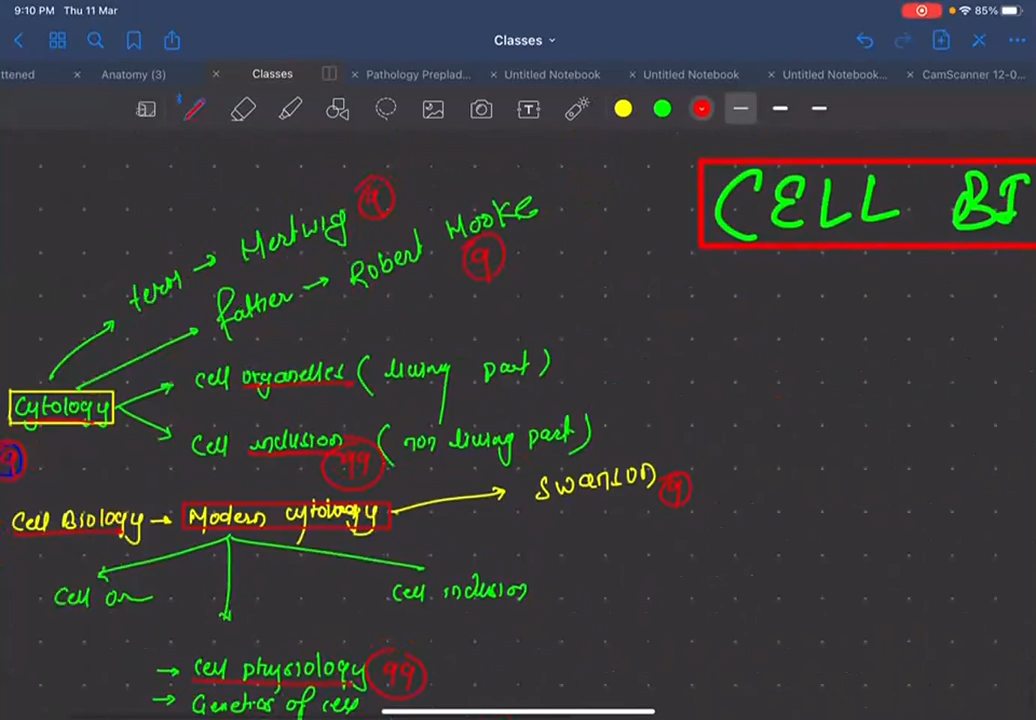 9:10 PM Thu 11 Mar
85%
Classes
ttened
Anatomy (3)
Classes
Pathology Preplad...
Untitled Notebook
Untitled Notebook
Untitled Notebook...
CamScanner 12-0...
CELL BI
term → Hertwig q
father → Robert Hooke q
Cytology
cell organelles (living part)
Cell inclusion (non living part)
qq
q
Cell Biology → Modern cytology → Swanson q
Cell or
cell inclusion
→ cell physiology qq
→ Genetics of cell